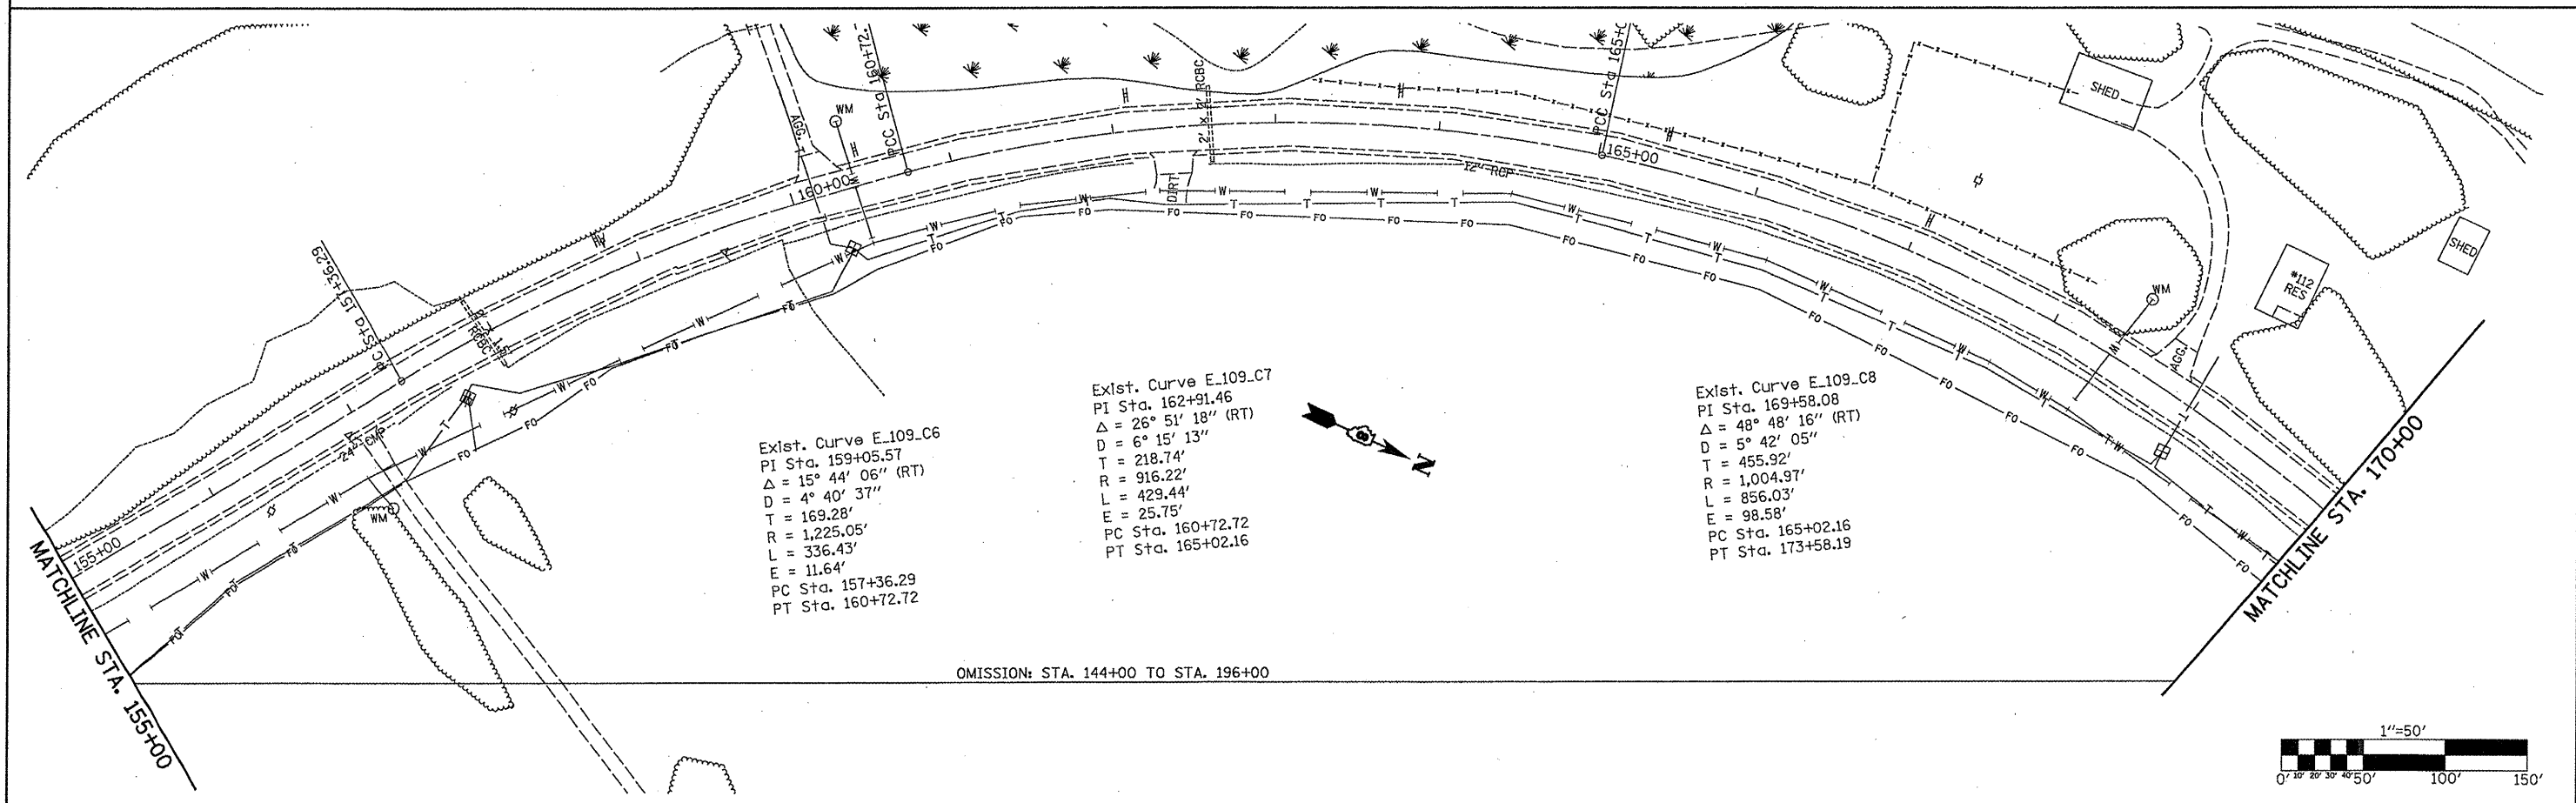 PCC Sta 160+72.
WM
AGG.
2' X 2' RCBC
PCC Sta 165+0
SHED
160+00
165+00
12" RCP
DIRT
SHED
#112
RES
WM
AGG.
PC Sta 157+36.29
RCBC
24" CMP
WM
155+00
MATCHLINE STA. 155+00
Exist. Curve E_109_C6
PI Sta. 159+05.57
Δ = 15° 44' 06" (RT)
D = 4° 40' 37"
T = 169.28'
R = 1,225.05'
L = 336.43'
E = 11.64'
PC Sta. 157+36.29
PT Sta. 160+72.72
Exist. Curve E_109_C7
PI Sta. 162+91.46
Δ = 26° 51' 18" (RT)
D = 6° 15' 13"
T = 218.74'
R = 916.22'
L = 429.44'
E = 25.75'
PC Sta. 160+72.72
PT Sta. 165+02.16
N
Exist. Curve E_109_C8
PI Sta. 169+58.08
Δ = 48° 48' 16" (RT)
D = 5° 42' 05"
T = 455.92'
R = 1,004.97'
L = 856.03'
E = 98.58'
PC Sta. 165+02.16
PT Sta. 173+58.19
MATCHLINE STA. 170+00
OMISSION: STA. 144+00 TO STA. 196+00
1"=50'
0' 10' 20' 30' 40' 50' 100' 150'